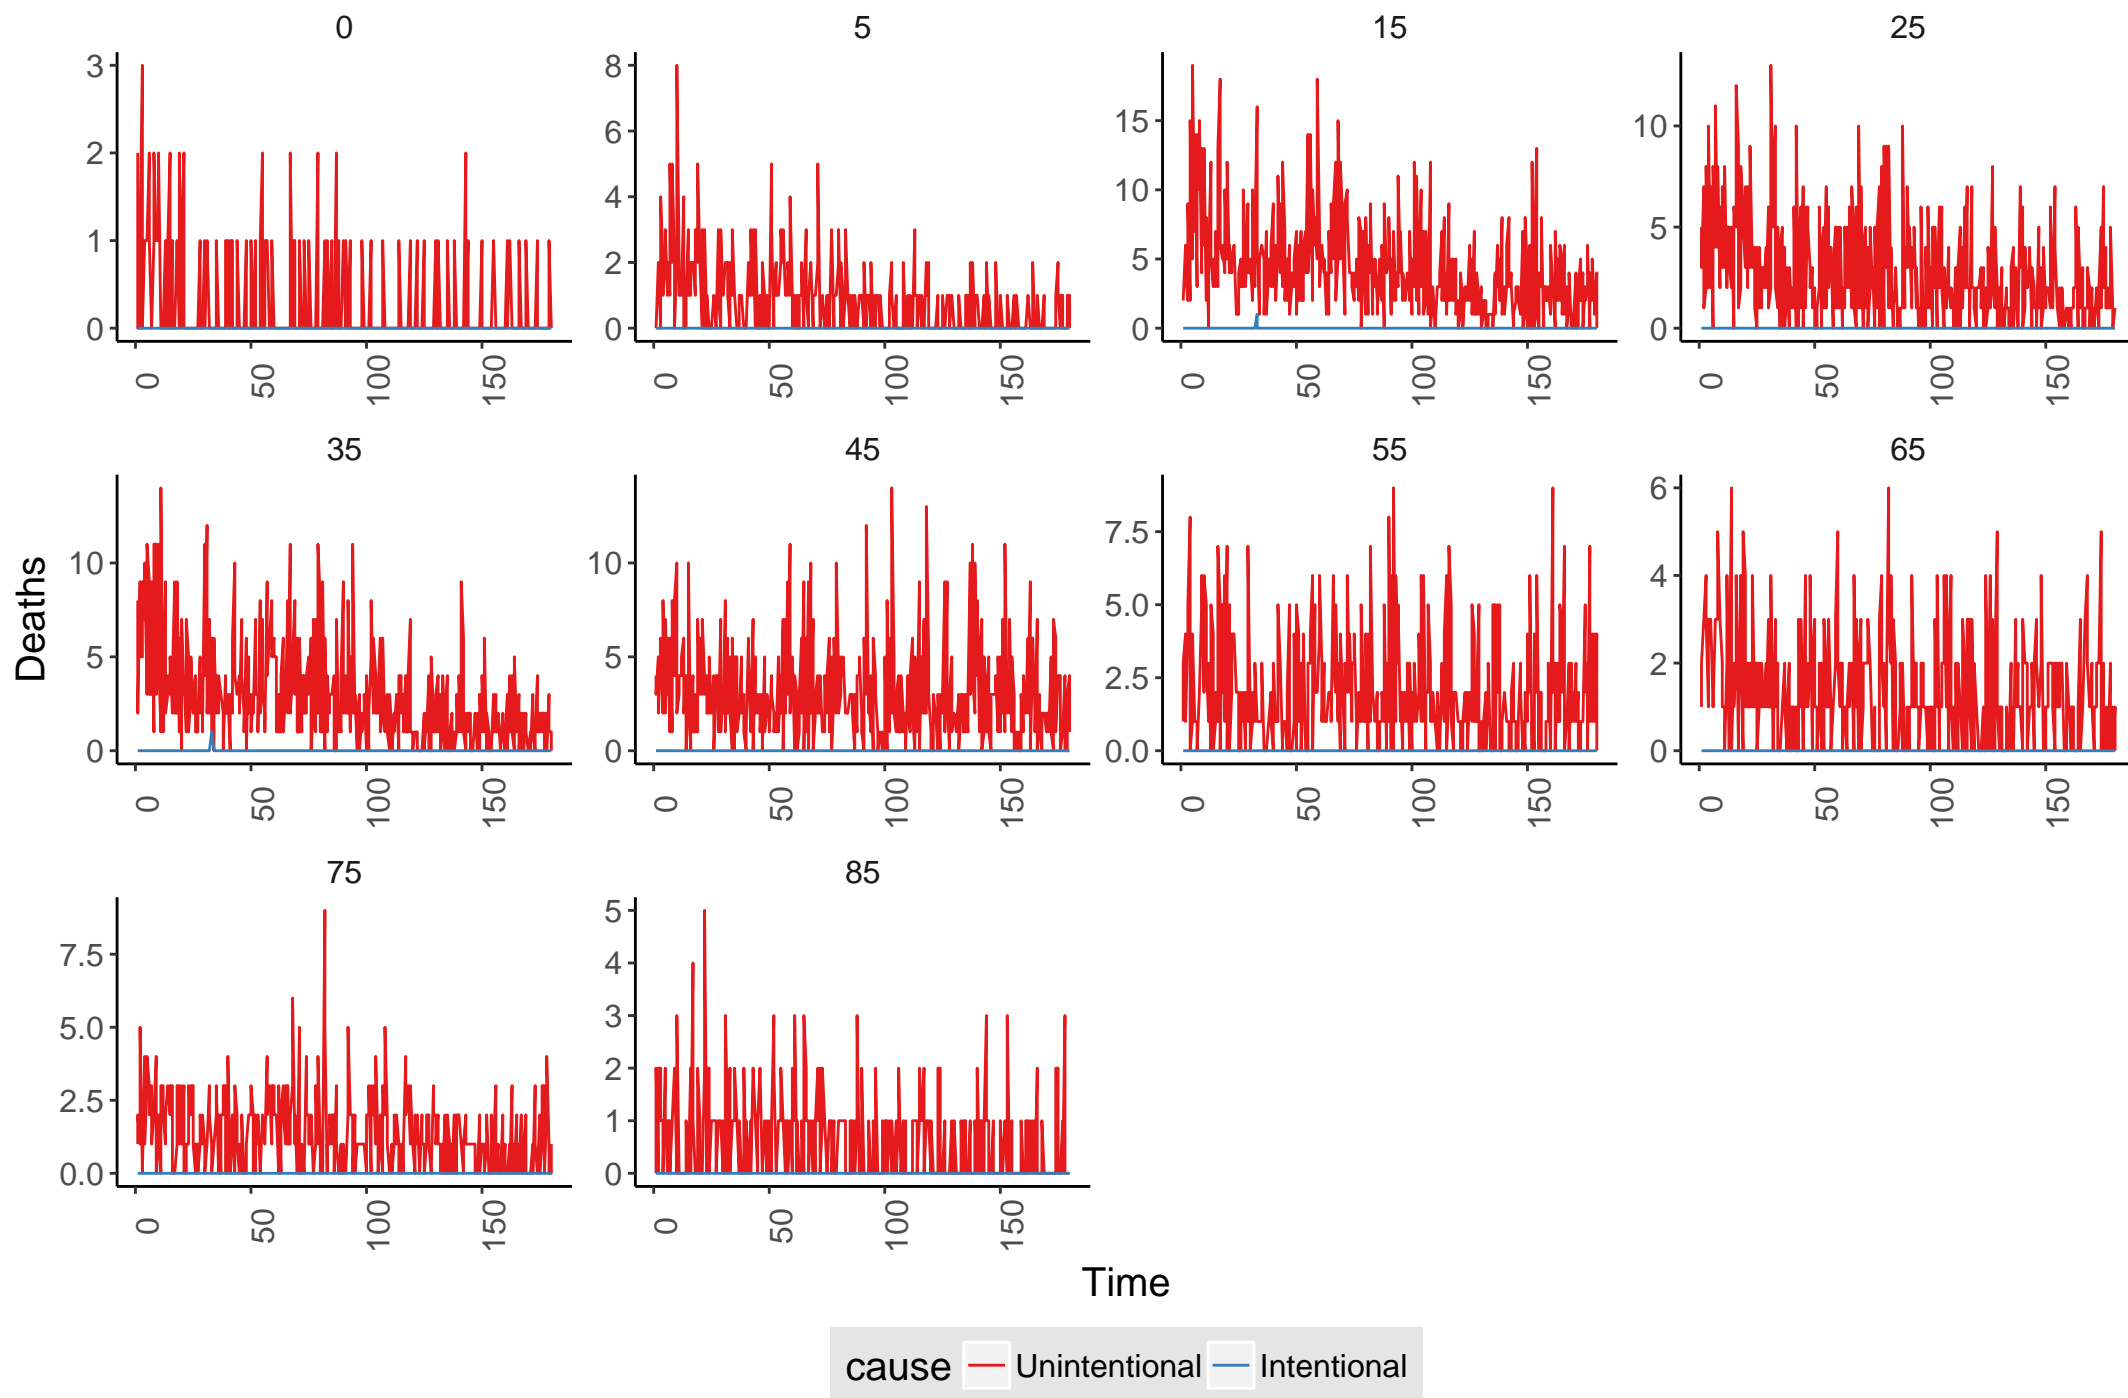 0 5 15 25
3 8
2 6 15 10
1 4 10 5
0 2 5 0
0 0
0 50 100 150 0 50 100 150 0 50 100 150 0 50 100 150
35 45 55 65
10 10 7.5 6
5 5 5.0 4
0 0 2.5 2
0.0 0
0 50 100 150 0 50 100 150 0 50 100 150 0 50 100 150
Deaths
75 85
7.5 5
5.0 4
2.5 3
0.0 2
1
0
0 50 100 150 0 50 100 150
Time
cause Unintentional Intentional